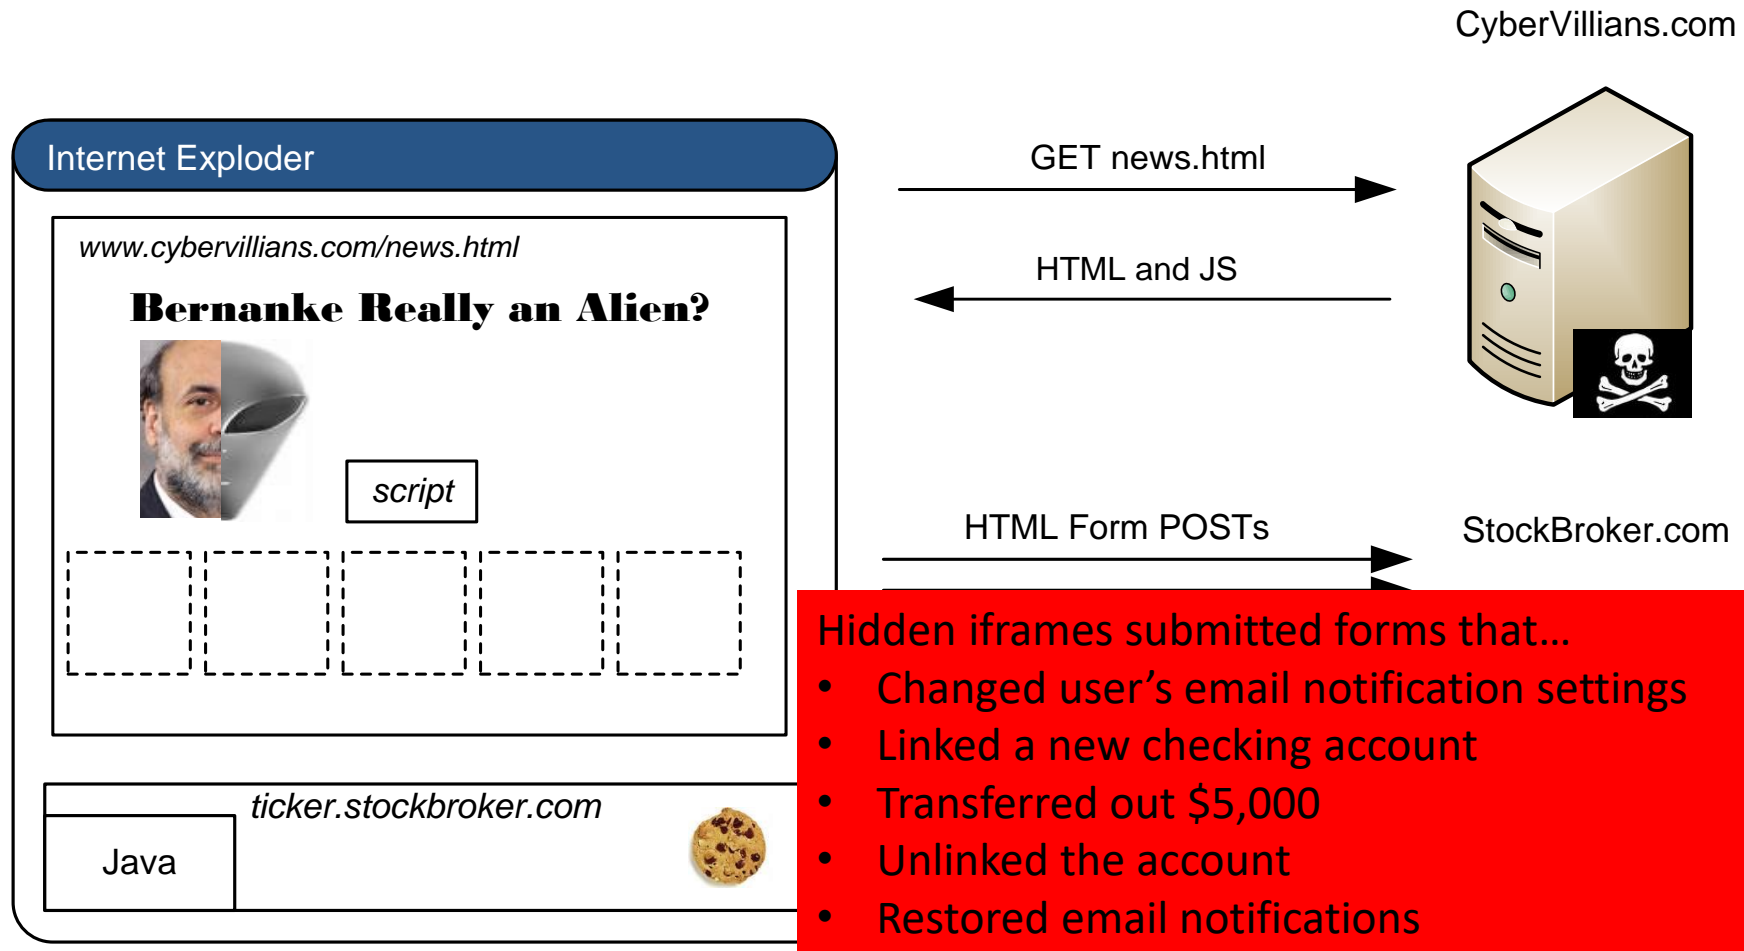 CyberVillians.com
Internet Exploder
GET news.html
www.cybervillians.com/news.html
HTML and JS
Bernanke Really an Alien?
script
HTML Form POSTs
StockBroker.com
Hidden iframes submitted forms that…
• Changed user’s email notification settings
• Linked a new checking account
• Transferred out $5,000
• Unlinked the account
• Restored email notifications
ticker.stockbroker.com
Java